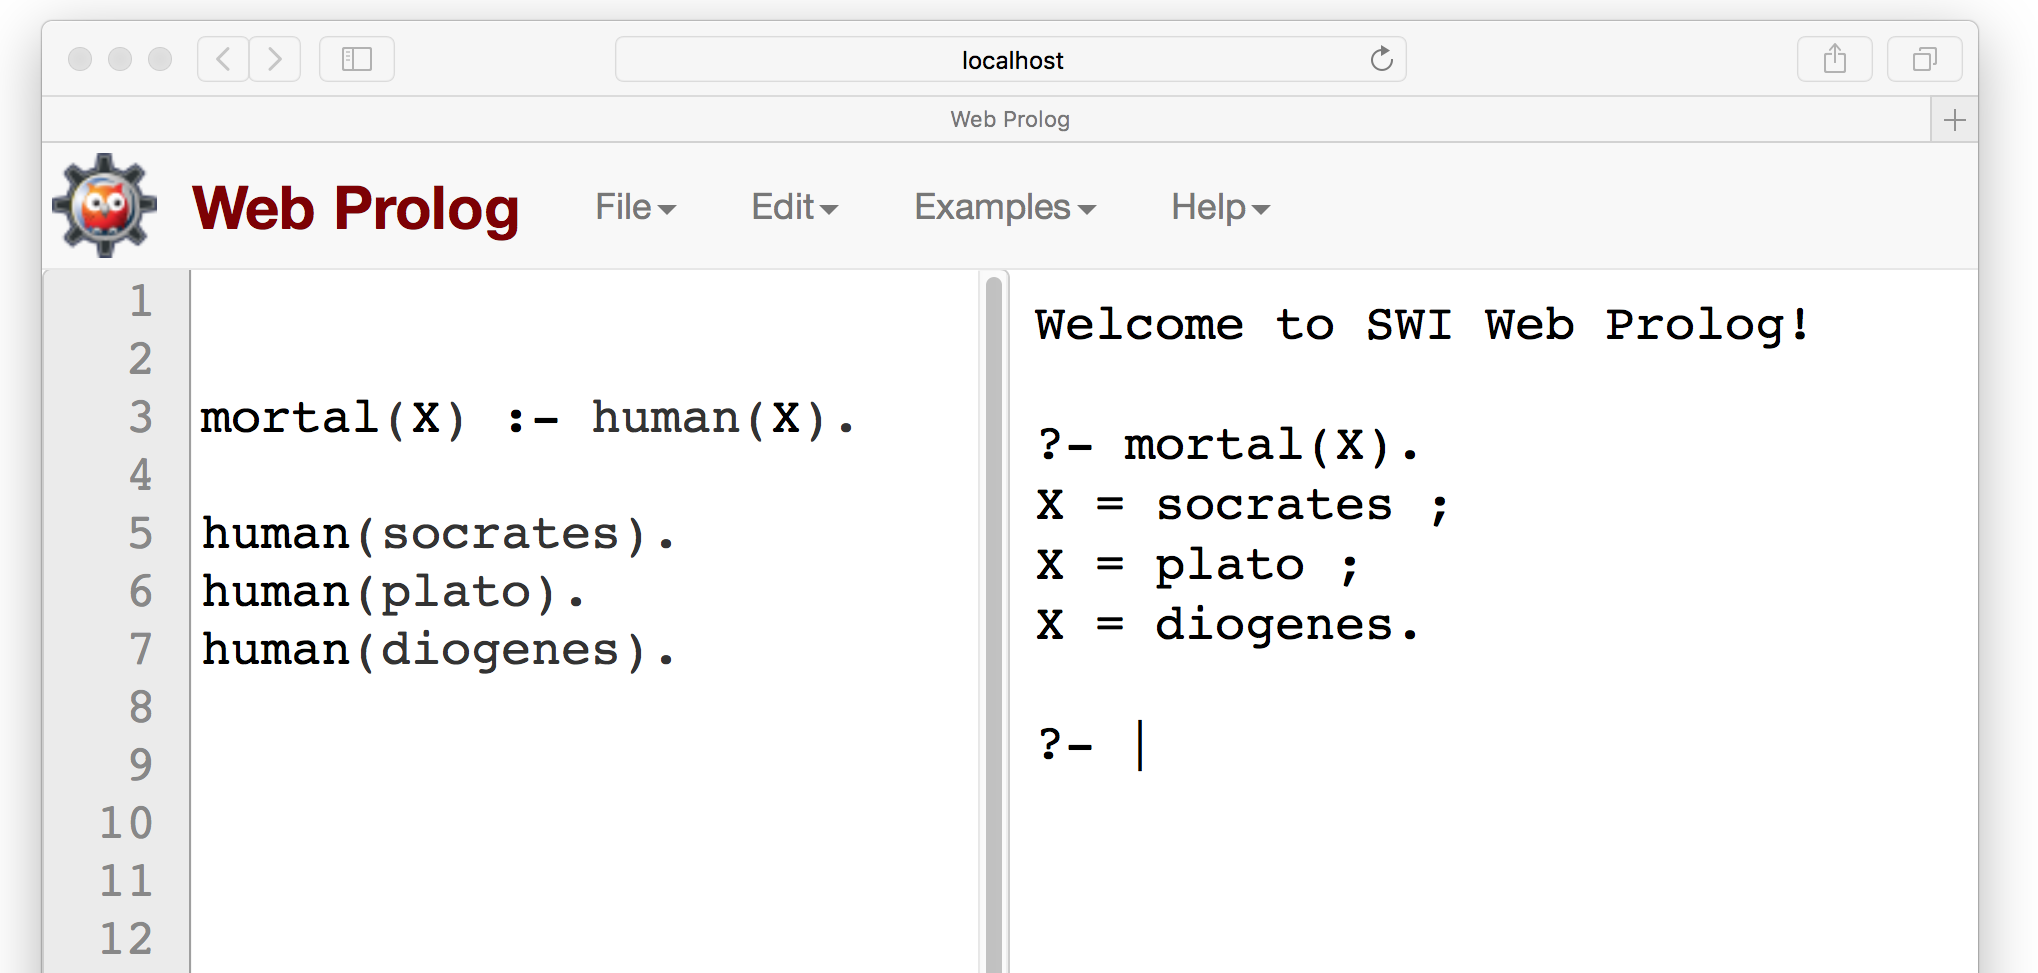 localhost
Web Prolog
Web Prolog File Edit Examples Help
1
2
3 mortal(X) :- human(X).
4
5 human(socrates).
6 human(plato).
7 human(diogenes).
8
9
10
11
12
Welcome to SWI Web Prolog!
?- mortal(X).
X = socrates ;
X = plato ;
X = diogenes.
?-